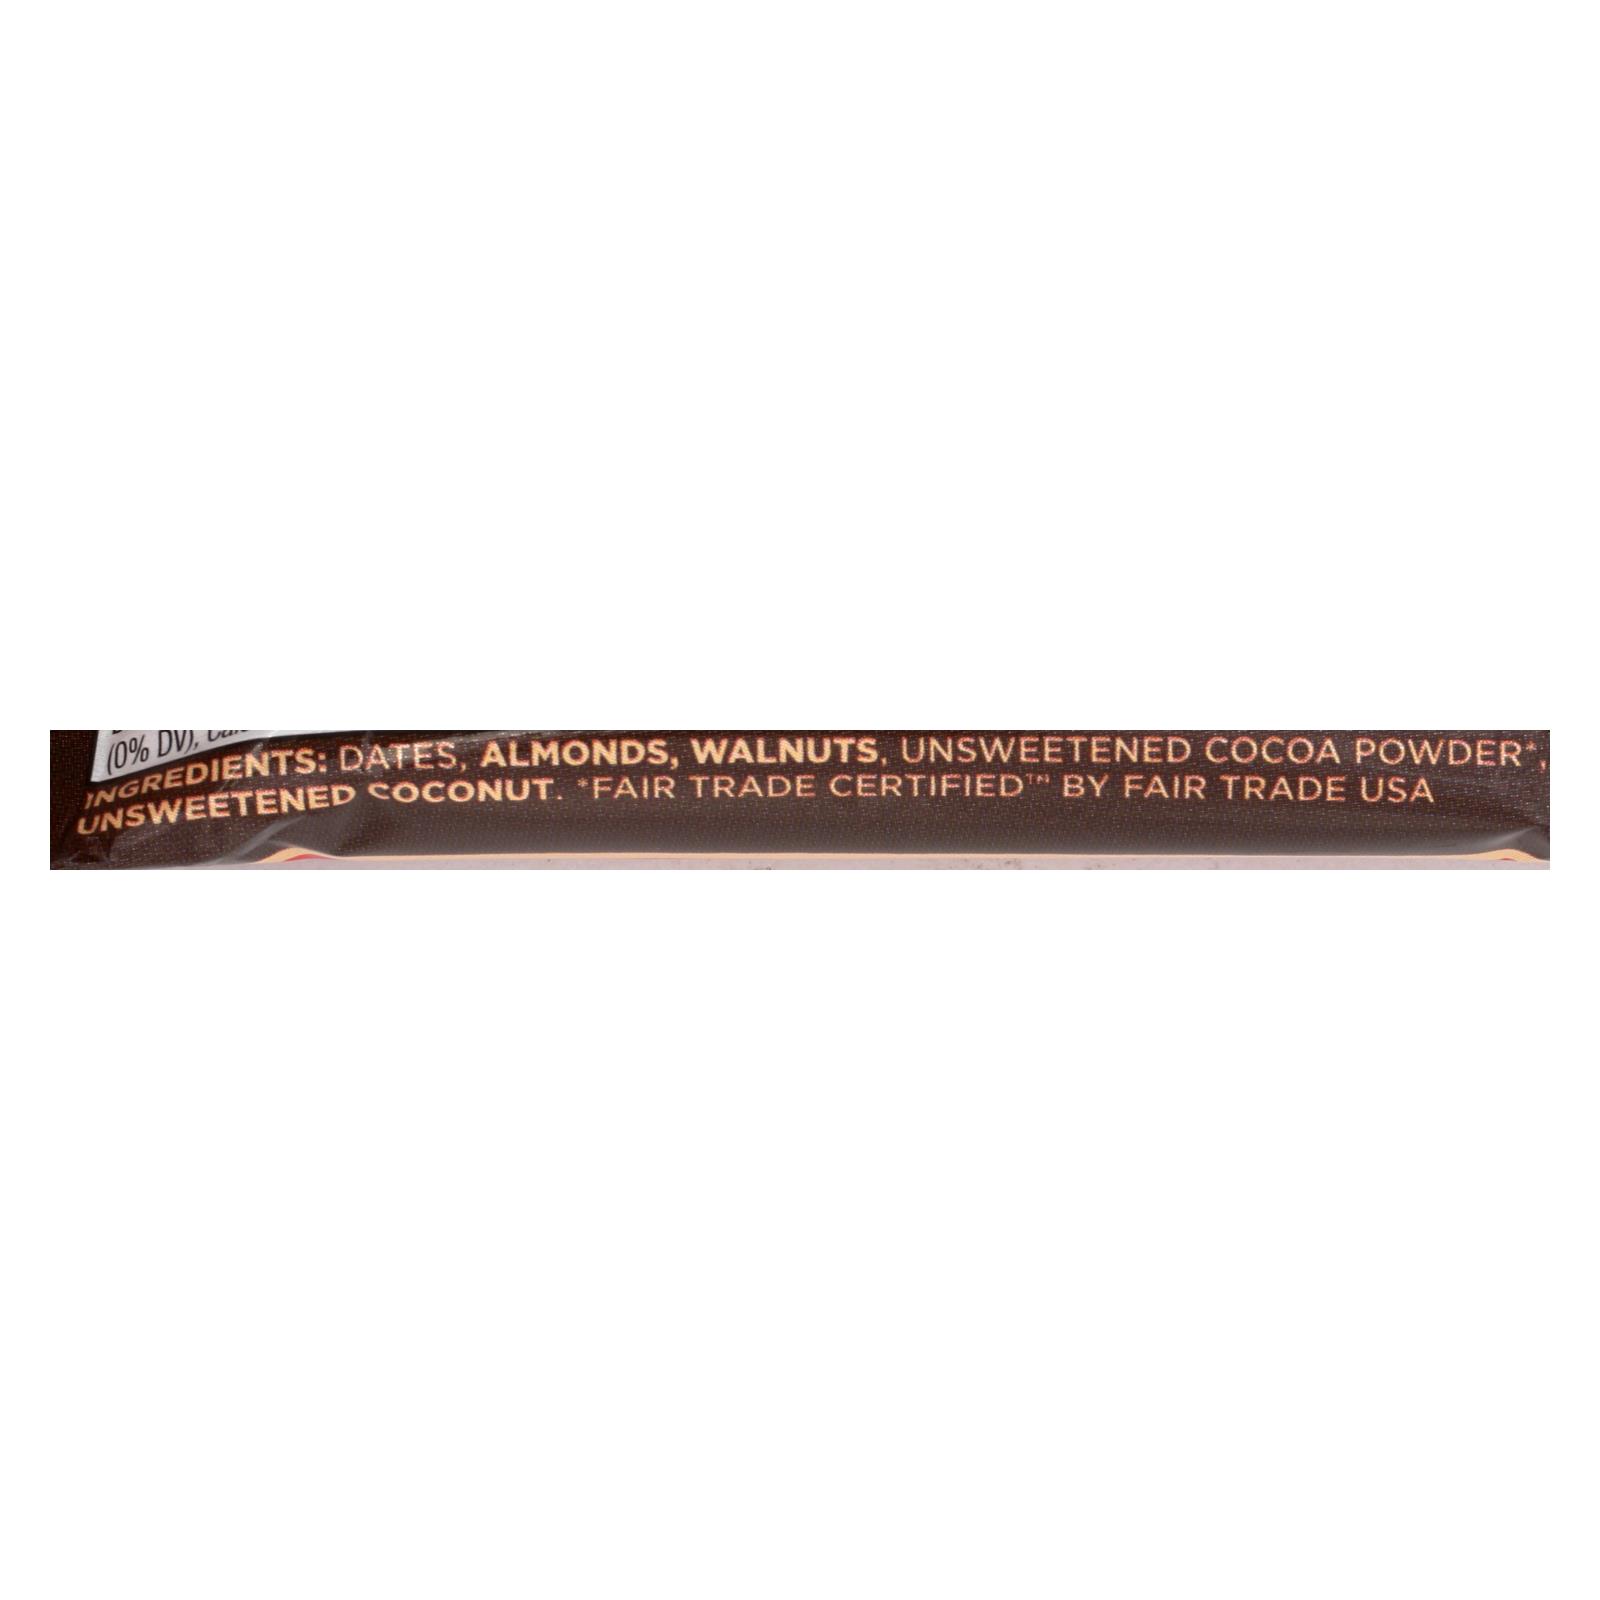 (0% DV),
INGREDIENTS: DATES, ALMONDS, WALNUTS, UNSWEETENED COCOA POWDER*,
UNSWEETENED COCONUT. *FAIR TRADE CERTIFIED™ BY FAIR TRADE USA